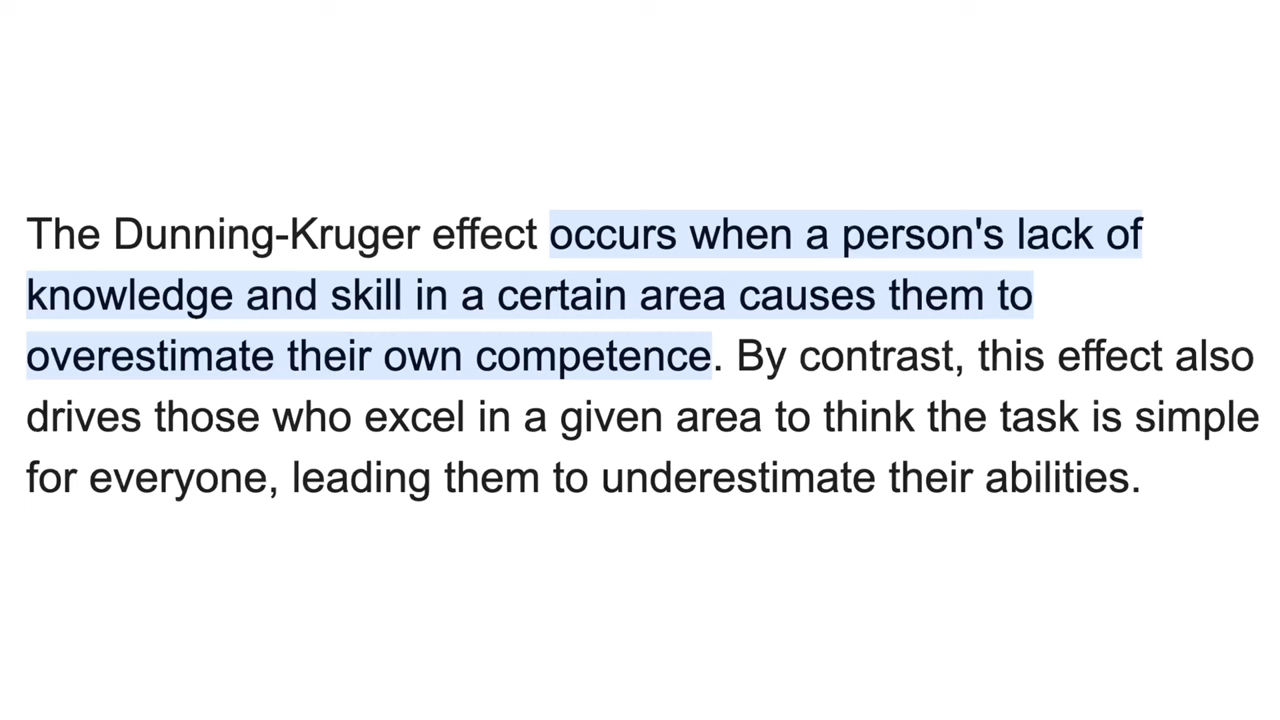 The Dunning-Kruger effect occurs when a person's lack of
knowledge and skill in a certain area causes them to
overestimate their own competence. By contrast, this effect also
drives those who excel in a given area to think the task is simple
for everyone, leading them to underestimate their abilities.